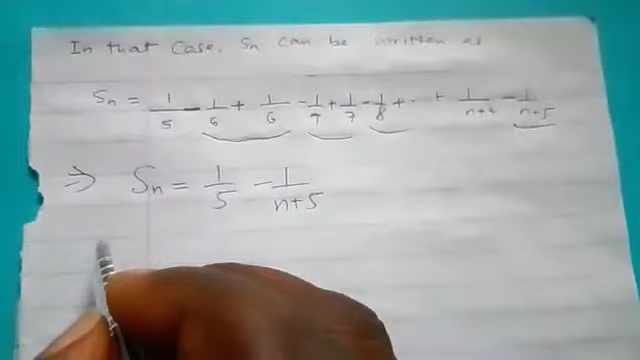 In that case, Sn can be written as
Sn = 1/5 - 1/6 + 1/6 - 1/7 + 1/7 - 1/8 + ... + 1/n+4 - 1/n+5
⇒ Sn = 1/5 - 1/n+5